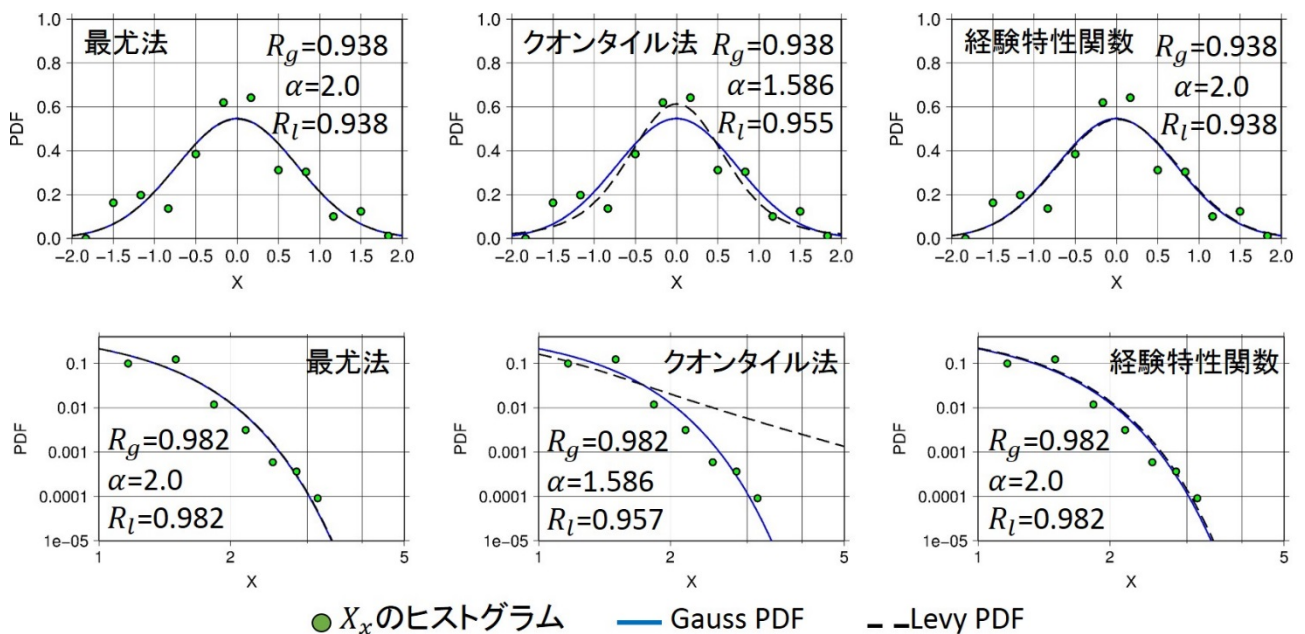 最尤法
R_g=0.938
α=2.0
R_l=0.938
PDF
1.0
0.8
0.6
0.4
0.2
0.0
−2.0 −1.5 −1.0 −0.5 0.0 0.5 1.0 1.5 2.0
X
クオンタイル法
R_g=0.938
α=1.586
R_l=0.955
PDF
1.0
0.8
0.6
0.4
0.2
0.0
−2.0 −1.5 −1.0 −0.5 0.0 0.5 1.0 1.5 2.0
X
経験特性関数
R_g=0.938
α=2.0
R_l=0.938
PDF
1.0
0.8
0.6
0.4
0.2
0.0
−2.0 −1.5 −1.0 −0.5 0.0 0.5 1.0 1.5 2.0
X
最尤法
R_g=0.982
α=2.0
R_l=0.982
PDF
0.1
0.01
0.001
0.0001
1e−05
1 2 5
X
クオンタイル法
R_g=0.982
α=1.586
R_l=0.957
PDF
0.1
0.01
0.001
0.0001
1e−05
1 2 5
X
経験特性関数
R_g=0.982
α=2.0
R_l=0.982
PDF
0.1
0.01
0.001
0.0001
1e−05
1 2 5
X
X_xのヒストグラム Gauss PDF Levy PDF